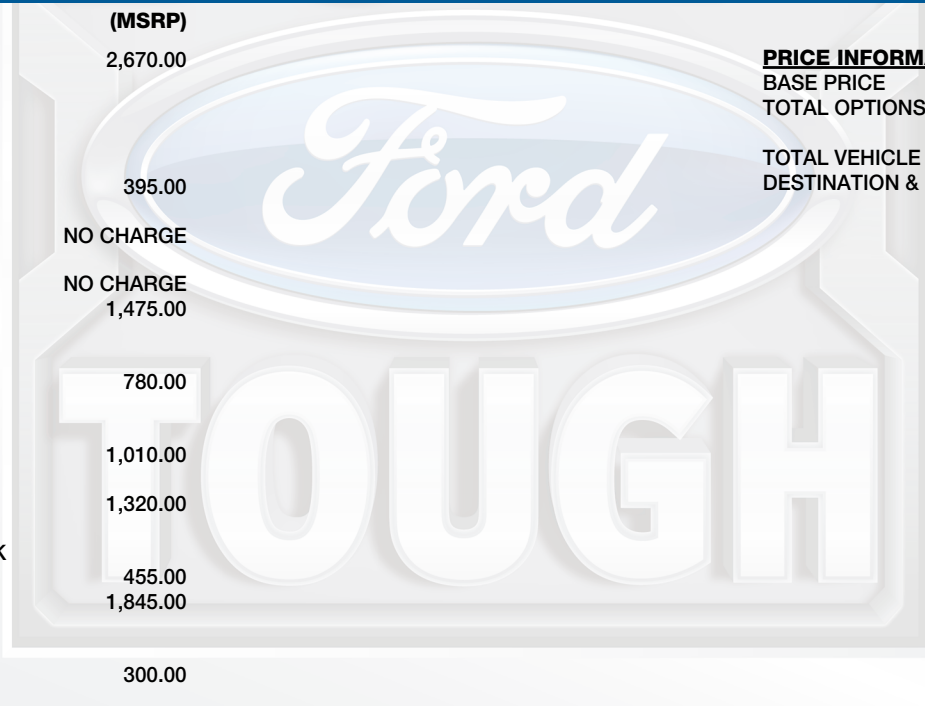 (MSRP)
2,670.00
395.00
NO CHARGE
NO CHARGE
1,475.00
780.00
1,010.00
1,320.00
K
455.00
1,845.00
300.00
PRICE INFORMA
BASE PRICE
TOTAL OPTIONS
TOTAL VEHICLE
DESTINATION &
Ford
TOUGH